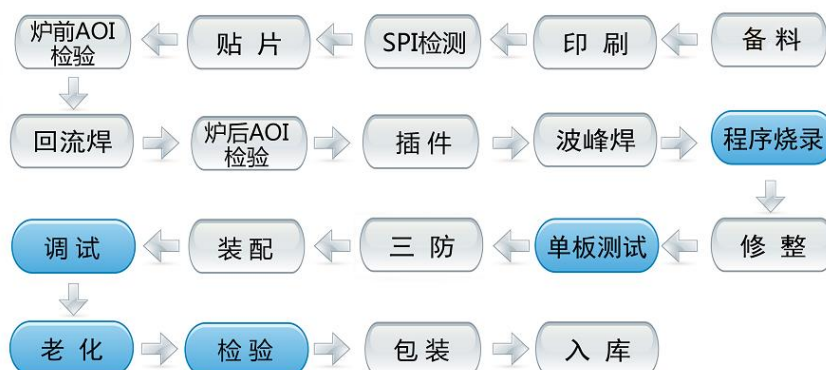 炉前AOI
检验
贴 片
SPI检测
印 刷
备 料
回流焊
炉后AOI
检验
插 件
波峰焊
程序烧录
调 试
装 配
三 防
单板测试
修 整
老 化
检 验
包 装
入 库